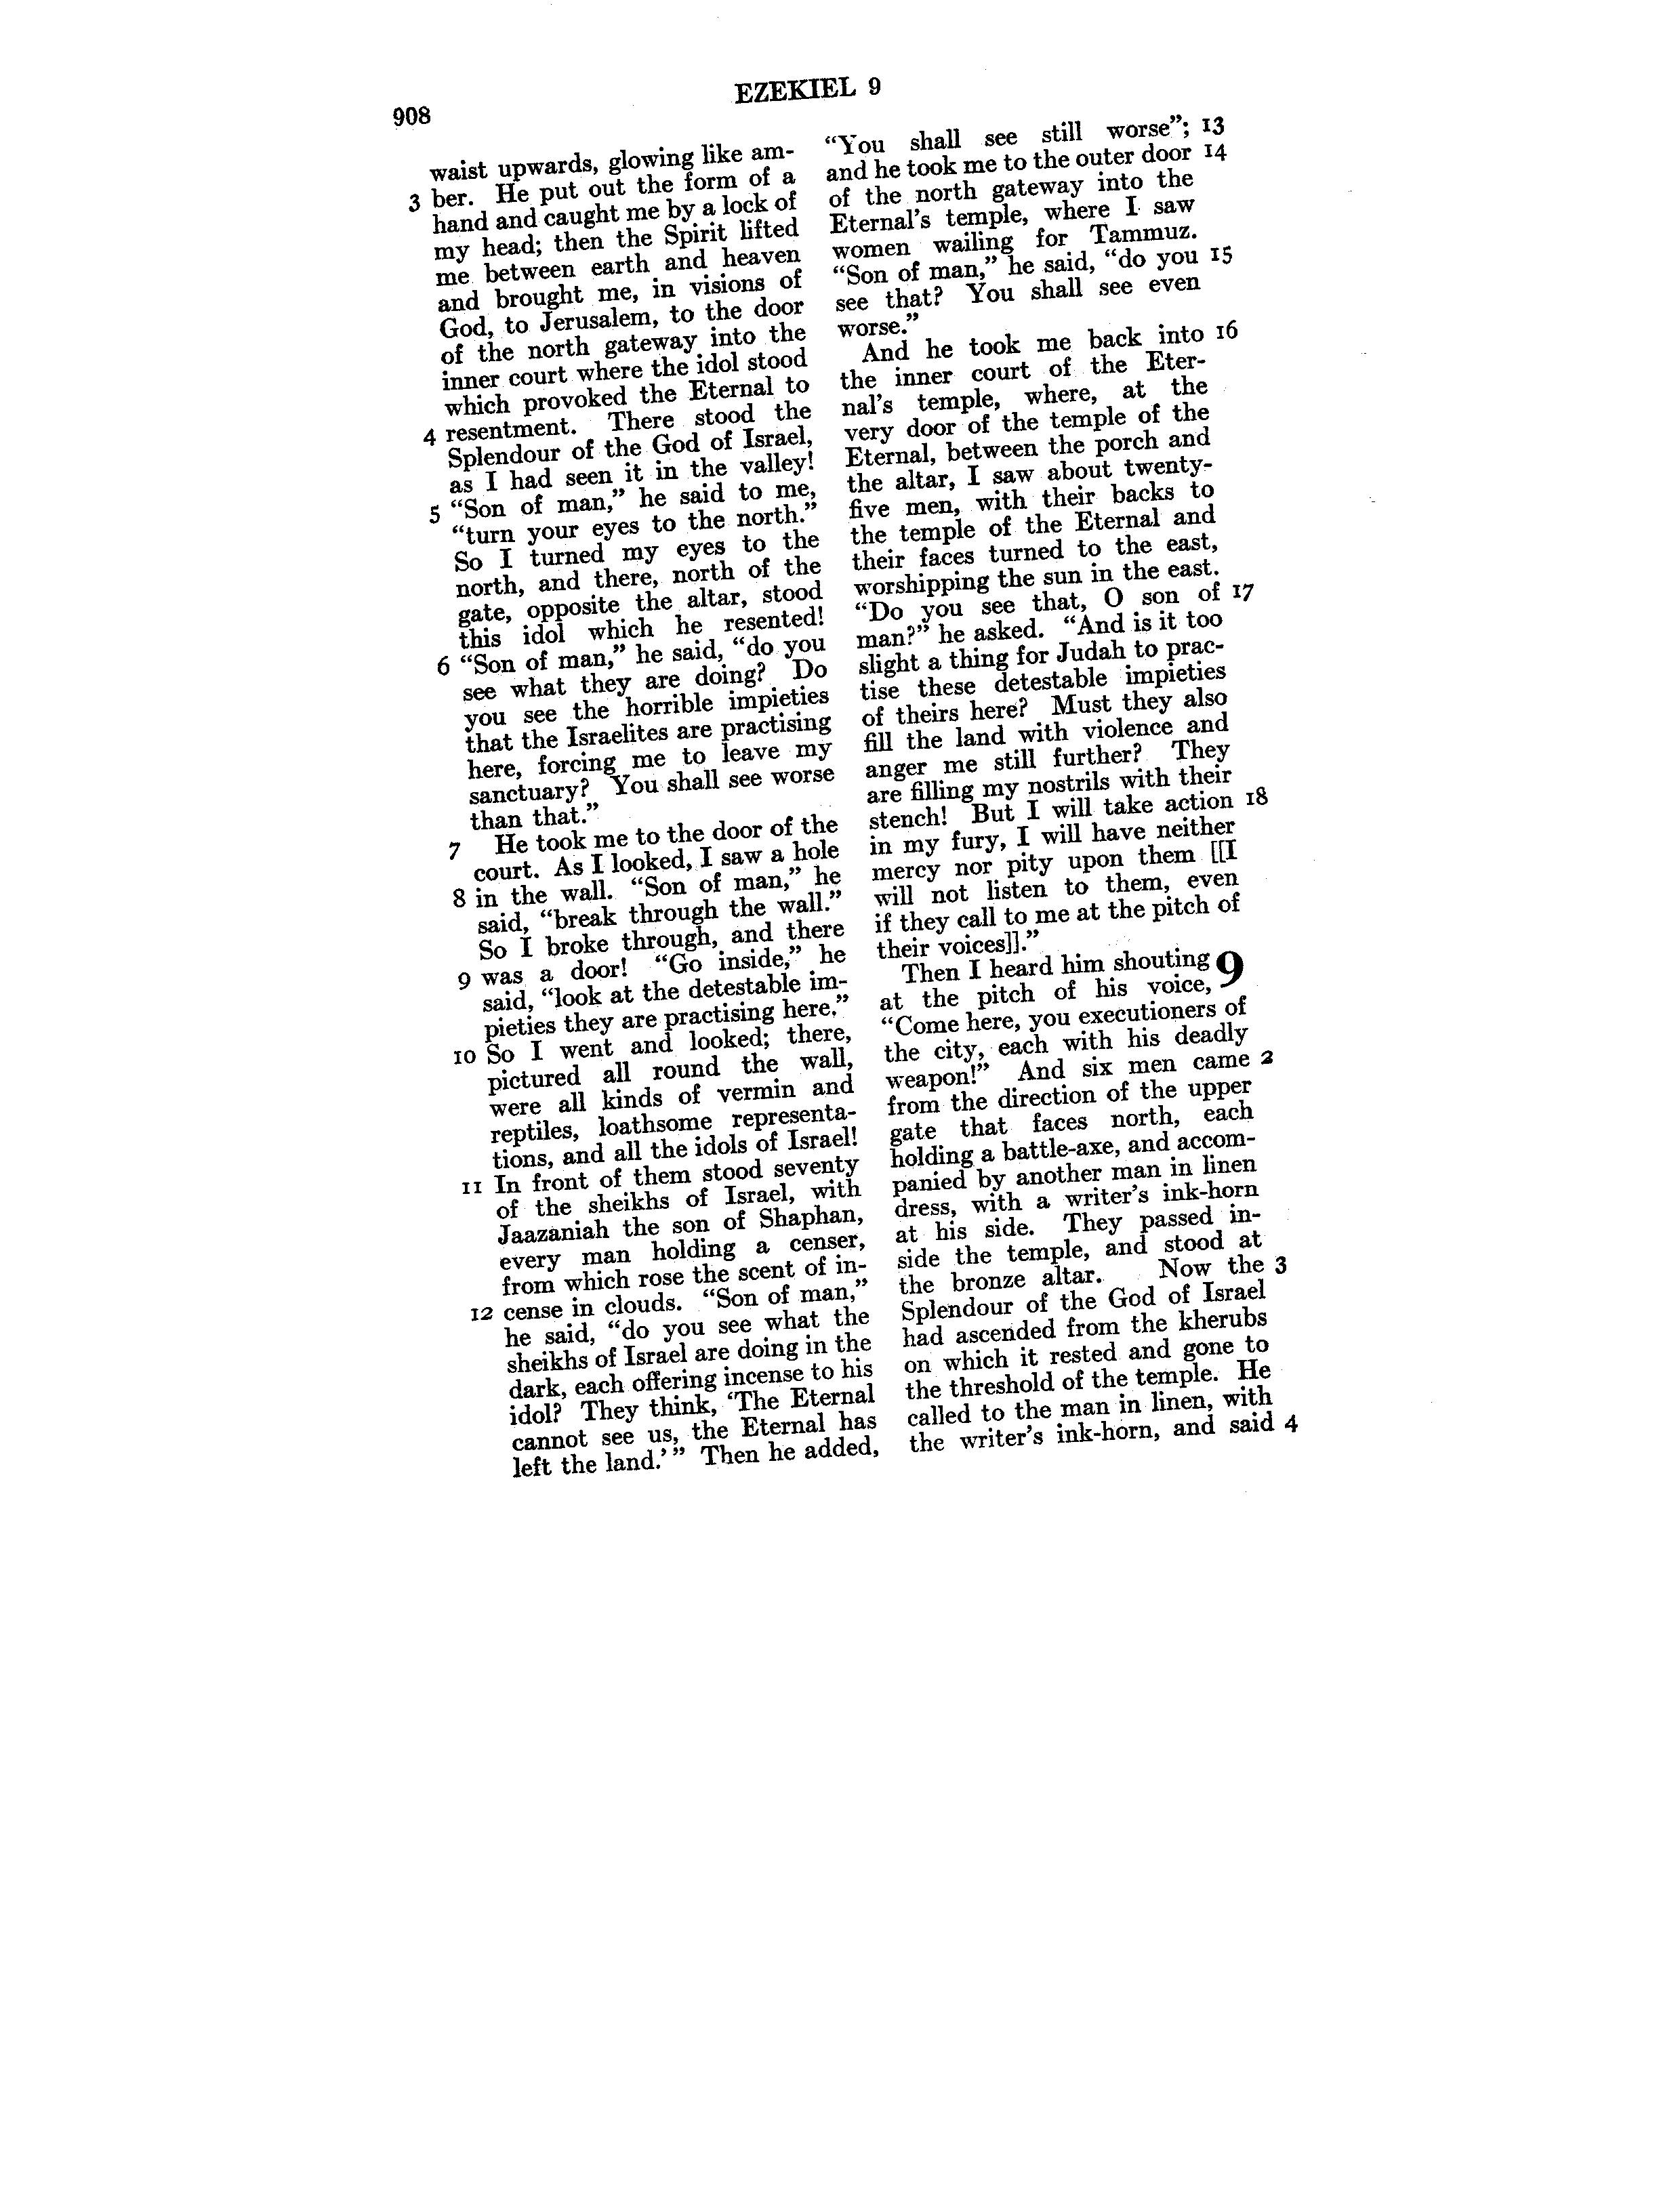 908
EZEKIEL 9
waist upwards, glowing like am-
3 ber. He put out the form of a
hand and caught me by a lock of
my head; then the Spirit lifted
me between earth and heaven
and brought me, in visions of
God, to Jerusalem, to the door
of the north gateway into the
inner court where the idol stood
which provoked the Eternal to
4 resentment. There stood the
Splendour of the God of Israel,
as I had seen it in the valley!
5 “Son of man,” he said to me,
“turn your eyes to the north.”
So I turned my eyes to the
north, and there, north of the
gate, opposite the altar, stood
this idol which he resented!
6 “Son of man,” he said, “do you
see what they are doing? Do
you see the horrible impieties
that the Israelites are practising
here, forcing me to leave my
sanctuary? You shall see worse
than that.”
7 He took me to the door of the
court. As I looked, I saw a hole
8 in the wall. “Son of man,” he
said, “break through the wall.”
So I broke through, and there
9 was a door! “Go inside,” he
said, “look at the detestable im-
pieties they are practising here.”
10 So I went and looked; there,
pictured all round the wall,
were all kinds of vermin and
reptiles, loathsome representa-
tions, and all the idols of Israel!
11 In front of them stood seventy
of the sheikhs of Israel, with
Jaazaniah the son of Shaphan,
every man holding a censer,
from which rose the scent of in-
12 cense in clouds. “Son of man,”
he said, “do you see what the
sheikhs of Israel are doing in the
dark, each offering incense to his
idol? They think, ‘The Eternal
cannot see us, the Eternal has
left the land.’” Then he added,
“You shall see still worse”; 13
and he took me to the outer door 14
of the north gateway into the
Eternal’s temple, where I saw
women wailing for Tammuz.
“Son of man,” he said, “do you 15
see that? You shall see even
worse.”
And he took me back into 16
the inner court of the Eter-
nal’s temple, where, at the
very door of the temple of the
Eternal, between the porch and
the altar, I saw about twenty-
five men, with their backs to
the temple of the Eternal and
their faces turned to the east,
worshipping the sun in the east.
“Do you see that, O son of 17
man?” he asked. “And is it too
slight a thing for Judah to prac-
tise these detestable impieties
of theirs here? Must they also
fill the land with violence and
anger me still further? They
are filling my nostrils with their
stench! But I will take action 18
in my fury, I will have neither
mercy nor pity upon them [[I
will not listen to them, even
if they call to me at the pitch of
their voices]].”
Then I heard him shouting 9
at the pitch of his voice,
“Come here, you executioners of
the city, each with his deadly
weapon!” And six men came 2
from the direction of the upper
gate that faces north, each
holding a battle-axe, and accom-
panied by another man in linen
dress, with a writer’s ink-horn
at his side. They passed in-
side the temple, and stood at
the bronze altar. Now the 3
Splendour of the God of Israel
had ascended from the kherubs
on which it rested and gone to
the threshold of the temple. He
called to the man in linen, with
the writer’s ink-horn, and said 4